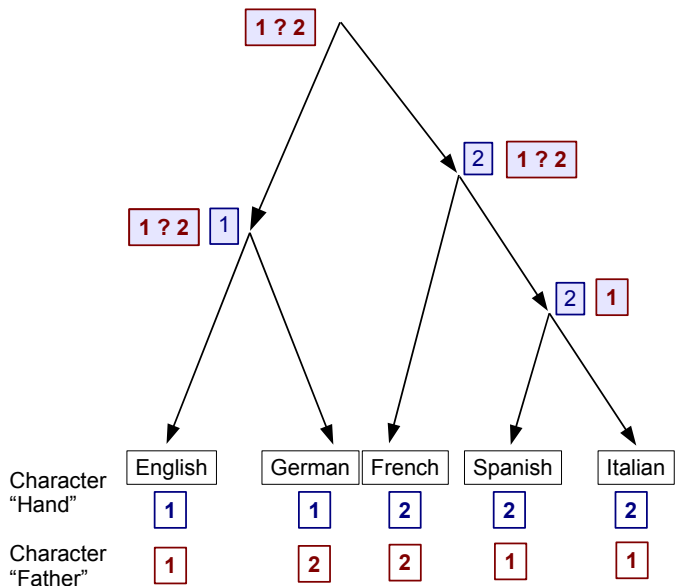 1 ? 2
2 1 ? 2
1 ? 2 1
2 1
English German French Spanish Italian
Character
“Hand”
1 1 2 2 2
Character
“Father”
1 2 2 1 1